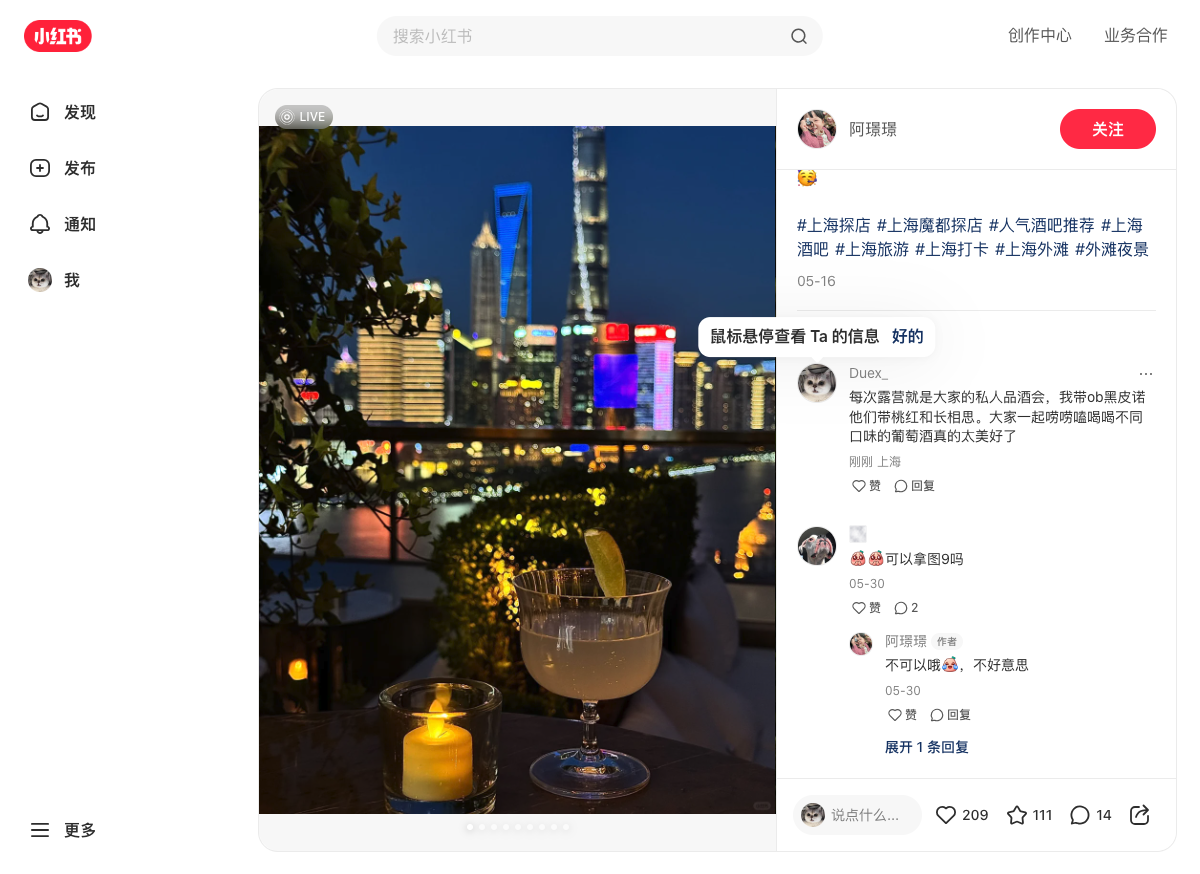 小红书
搜索小红书
创作中心
业务合作
发现
发布
通知
我
更多
LIVE
阿璟璟
关注
#上海探店 #上海魔都探店 #人气酒吧推荐 #上海
酒吧 #上海旅游 #上海打卡 #上海外滩 #外滩夜景
05-16
鼠标悬停查看 Ta 的信息 好的
Duex_
每次露营就是大家的私人品酒会，我带ob黑皮诺
他们带桃红和长相思。大家一起唠唠嗑喝喝不同
口味的葡萄酒真的太美好了
刚刚 上海
赞 回复
可以拿图9吗
05-30
赞 2
阿璟璟 作者
不可以哦，不好意思
05-30
赞 回复
展开 1 条回复
说点什么...
209
111
14